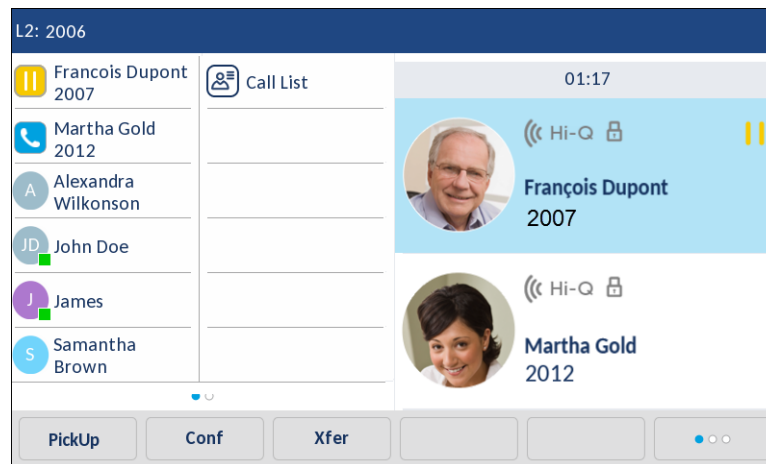 L2: 2006
Francois Dupont
2007
Call List
Martha Gold
2012
A
Alexandra
Wilkonson
JD
John Doe
J
James
S
Samantha
Brown
01:17
Hi-Q
François Dupont
2007
Hi-Q
Martha Gold
2012
PickUp
Conf
Xfer